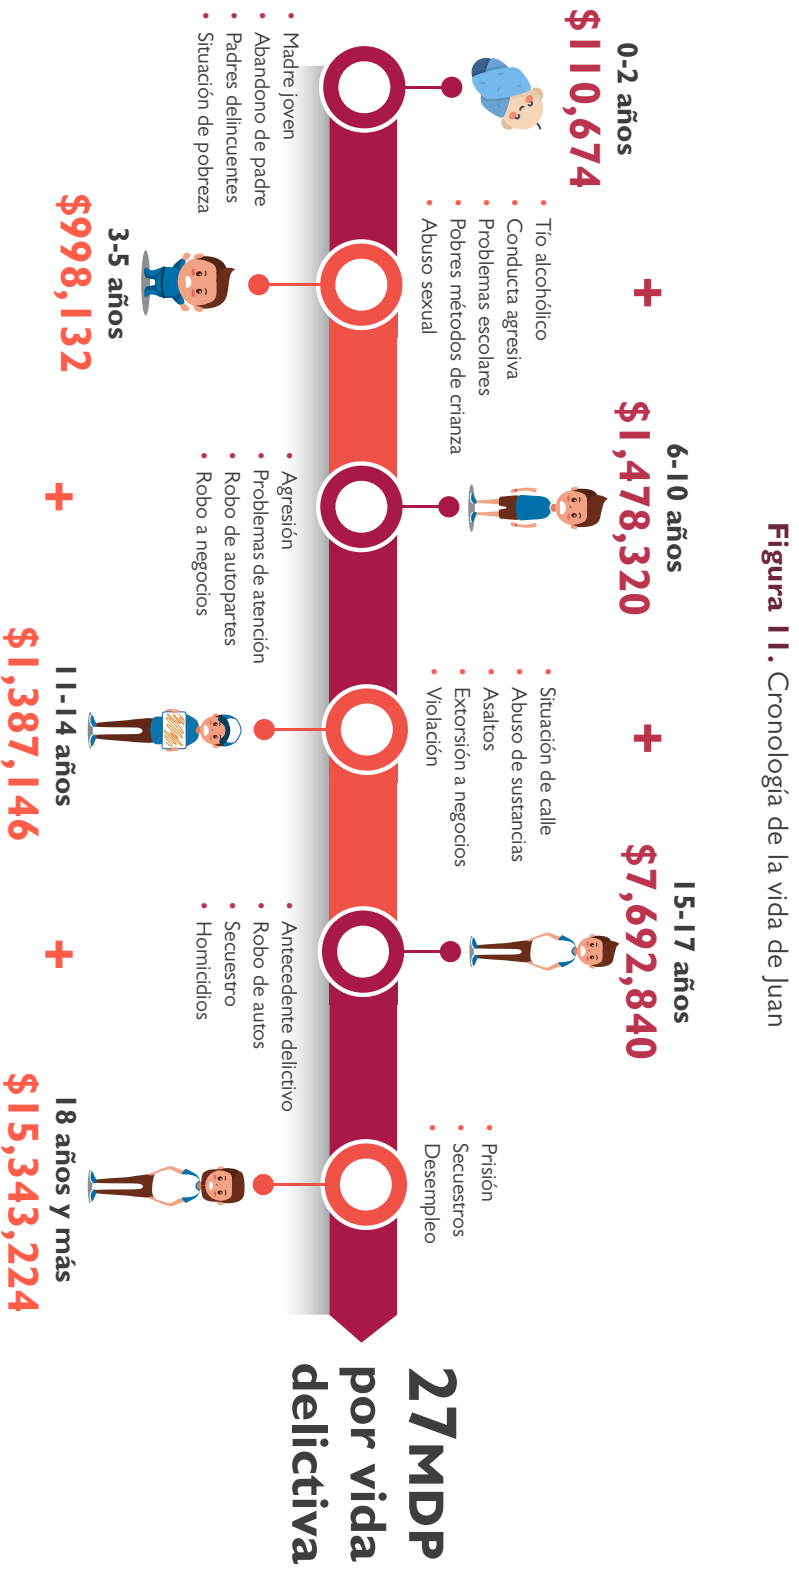 Figura 11. Cronología de la vida de Juan
0-2 años
$110,674
• Madre joven
• Abandono de padre
• Padres delincuentes
• Situación de pobreza
+
3-5 años
$998,132
• Tío alcohólico
• Conducta agresiva
• Problemas escolares
• Pobres métodos de crianza
• Abuso sexual
+
6-10 años
$1,478,320
• Agresión
• Problemas de atención
• Robo de autopartes
• Robo a negocios
+
11-14 años
$1,387,146
• Situación de calle
• Abuso de sustancias
• Asaltos
• Extorsión a negocios
• Violación
+
15-17 años
$7,692,840
• Antecedente delictivo
• Robo de autos
• Secuestro
• Homicidios
+
18 años y más
$15,343,224
• Prisión
• Secuestros
• Desempleo
27 MDP
por vida
delictiva